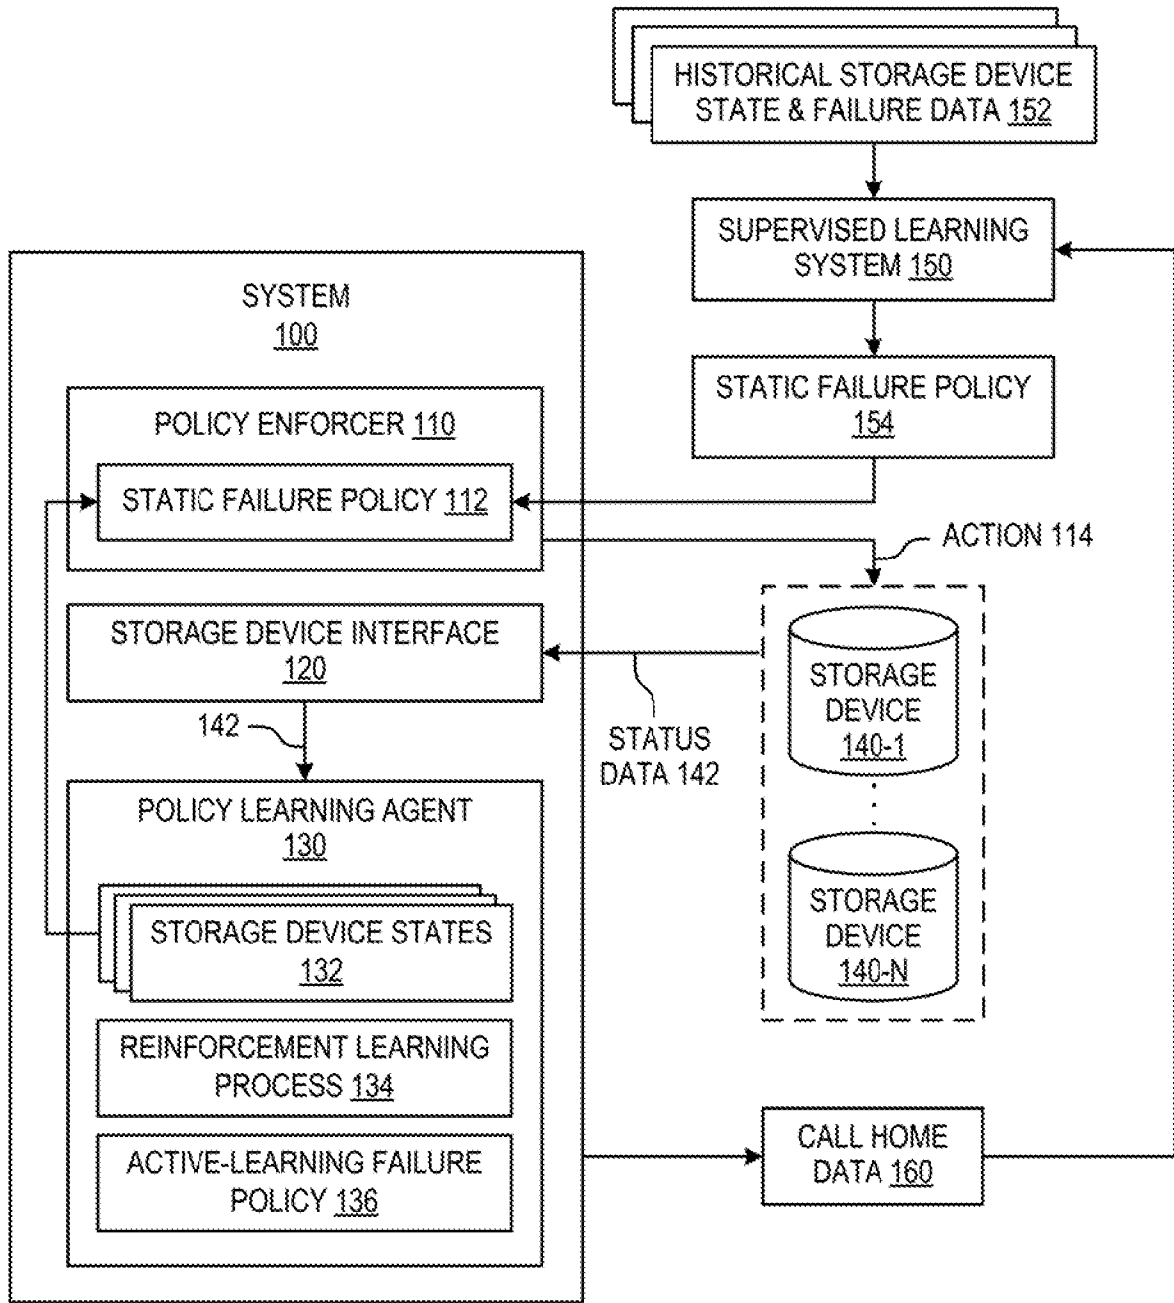 HISTORICAL STORAGE DEVICE
STATE & FAILURE DATA 152
SUPERVISED LEARNING
SYSTEM 150
STATIC FAILURE POLICY
154
SYSTEM
100
POLICY ENFORCER 110
STATIC FAILURE POLICY 112
ACTION 114
STORAGE DEVICE INTERFACE
120
142
STATUS
DATA 142
STORAGE
DEVICE
140-1
STORAGE
DEVICE
140-N
POLICY LEARNING AGENT
130
STORAGE DEVICE STATES
132
REINFORCEMENT LEARNING
PROCESS 134
ACTIVE-LEARNING FAILURE
POLICY 136
CALL HOME
DATA 160